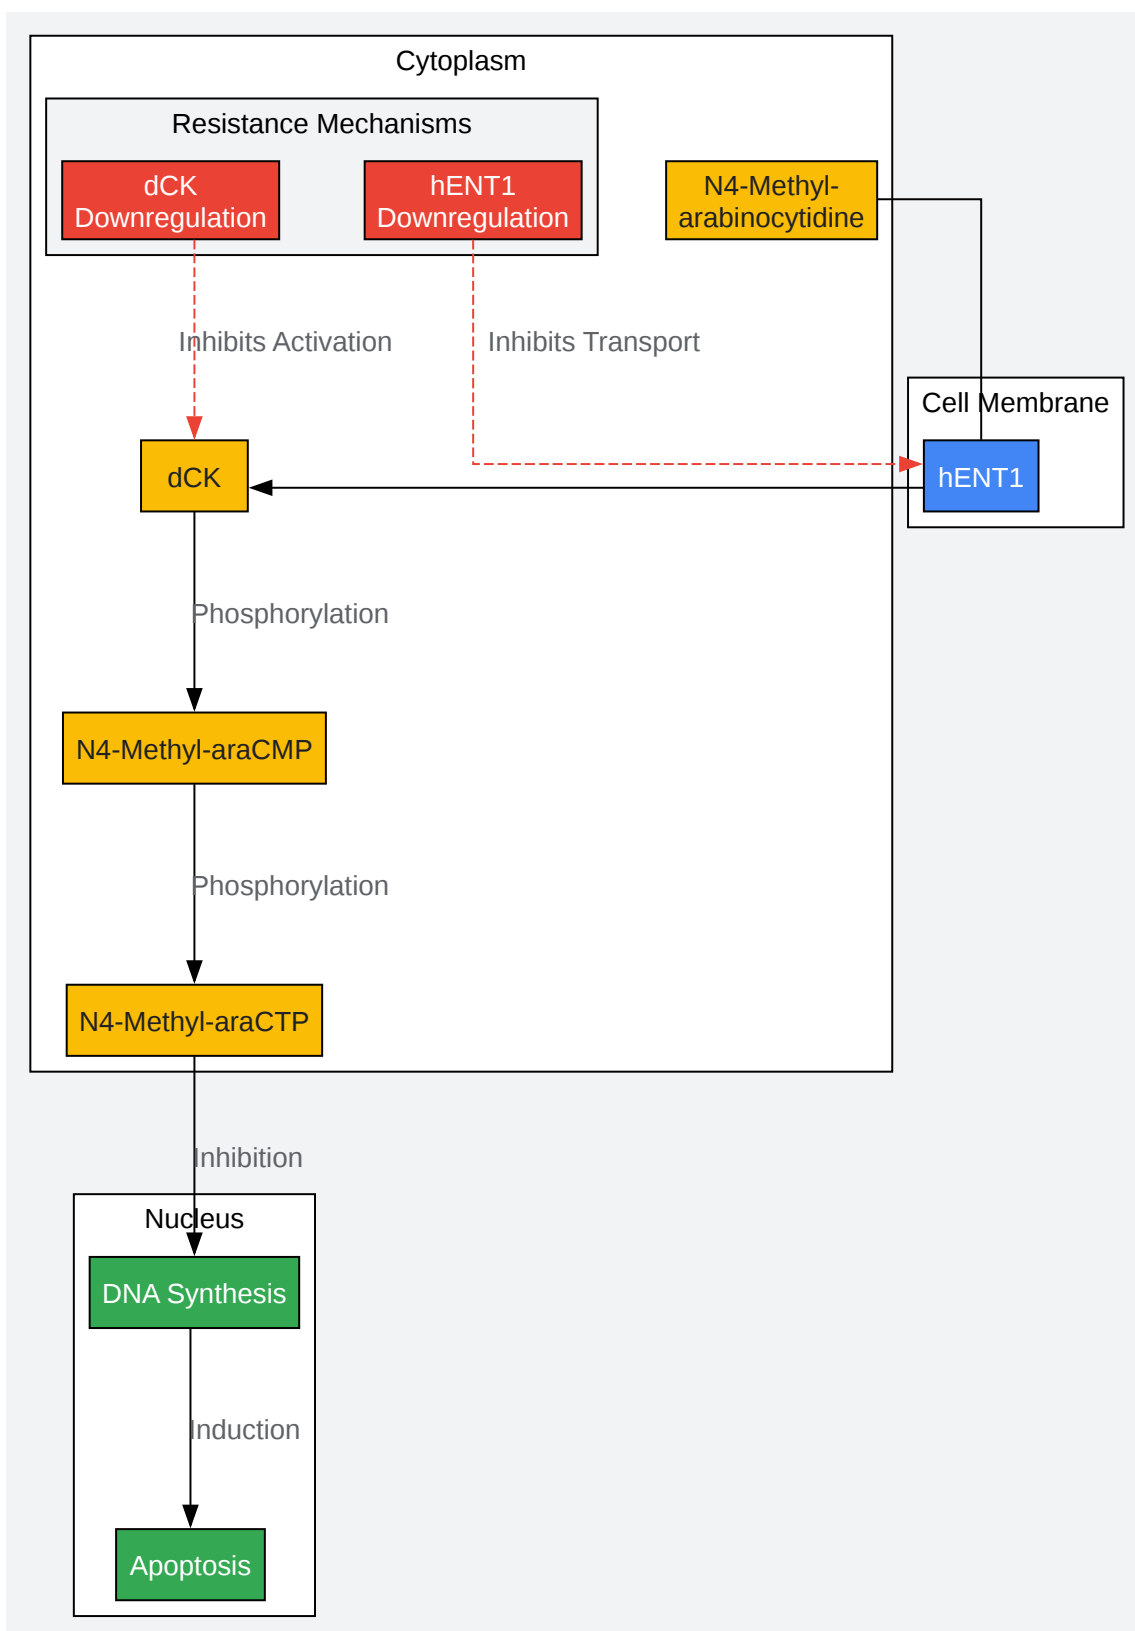 Cytoplasm
Resistance Mechanisms
dCK
Downregulation
hENT1
Downregulation
N4-Methyl-
arabinocytidine
Inhibits Activation
Inhibits Transport
Cell Membrane
dCK
hENT1
Phosphorylation
N4-Methyl-araCMP
Phosphorylation
N4-Methyl-araCTP
Inhibition
Nucleus
DNA Synthesis
Induction
Apoptosis